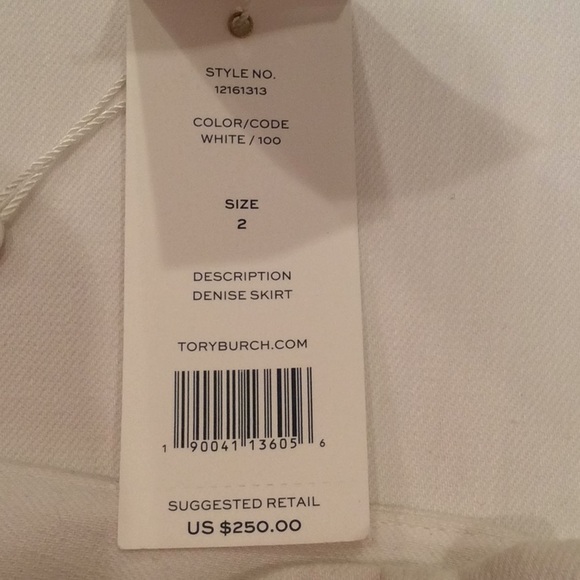 STYLE NO.
12161313
COLOR/CODE
WHITE / 100
SIZE
2
DESCRIPTION
DENISE SKIRT
TORYBURCH.COM
1 90041 13605 6
SUGGESTED RETAIL
US $250.00